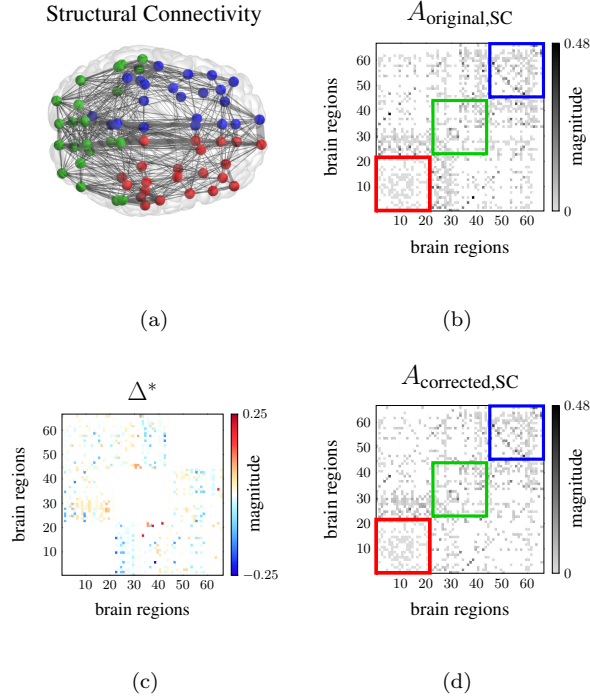 Structural Connectivity
(a)
A_original,SC
60
50
40
30
20
10
10 20 30 40 50 60
brain regions
brain regions
0.48
magnitude
0
(b)
Δ*
60
50
40
30
20
10
10 20 30 40 50 60
brain regions
brain regions
0.25
magnitude
−0.25
(c)
A_corrected,SC
60
50
40
30
20
10
10 20 30 40 50 60
brain regions
brain regions
0.48
magnitude
0
(d)